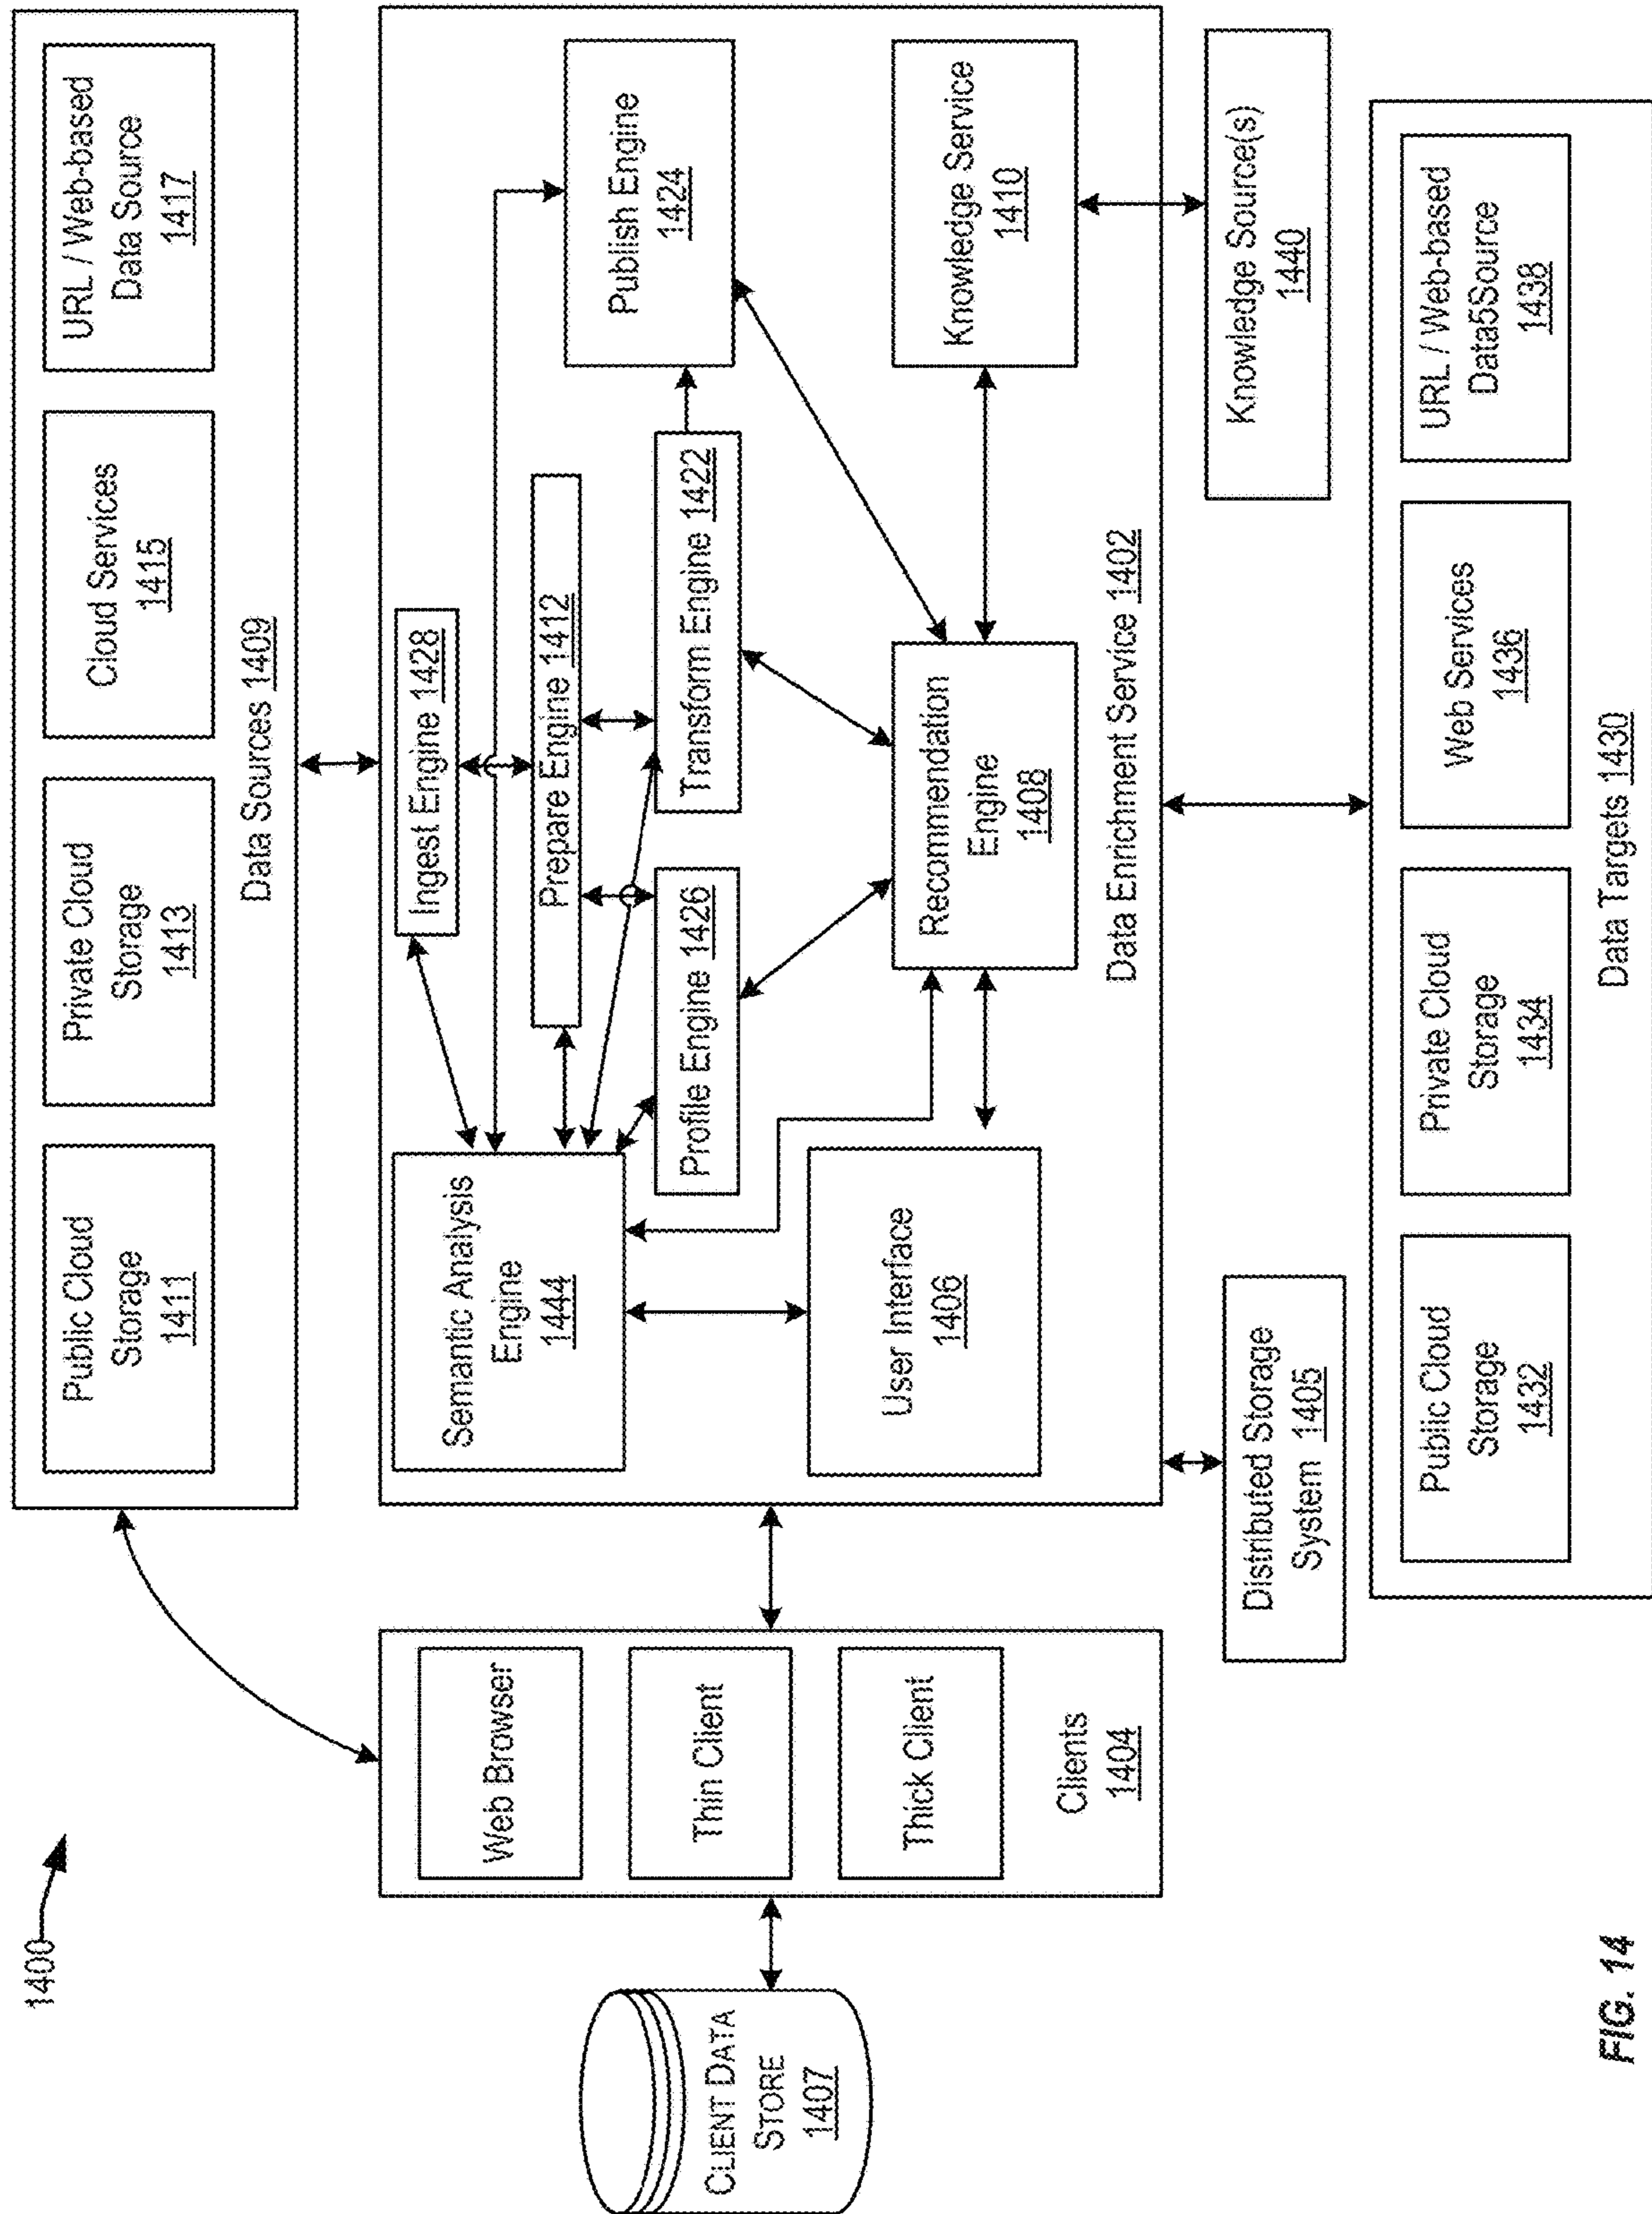 1400
Public Cloud
Storage
1411
Private Cloud
Storage
1413
Cloud Services
1415
URL / Web-based
Data Source
1417
Data Sources 1409
CLIENT DATA
STORE
1407
Web Browser
Thin Client
Thick Client
Clients
1404
Semantic Analysis
Engine
1444
User Interface
1406
Ingest Engine 1428
Prepare Engine 1412
Profile Engine 1426
Transform Engine 1422
Publish Engine
1424
Recommendation
Engine
1408
Knowledge Service
1410
Data Enrichment Service 1402
Distributed Storage
System 1405
Knowledge Source(s)
1440
Public Cloud
Storage
1432
Private Cloud
Storage
1434
Web Services
1436
URL / Web-based
Data5Source
1438
Data Targets 1430
FIG. 14